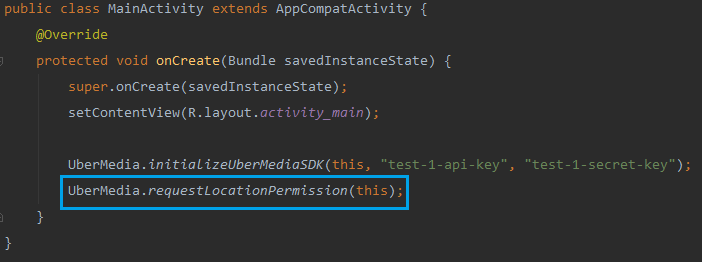 public class MainActivity extends AppCompatActivity {
@Override
protected void onCreate(Bundle savedInstanceState) {
super.onCreate(savedInstanceState);
setContentView(R.layout.activity_main);
UberMedia.initializeUberMediaSDK(this, "test-1-api-key", "test-1-secret-key");
UberMedia.requestLocationPermission(this);
}
}